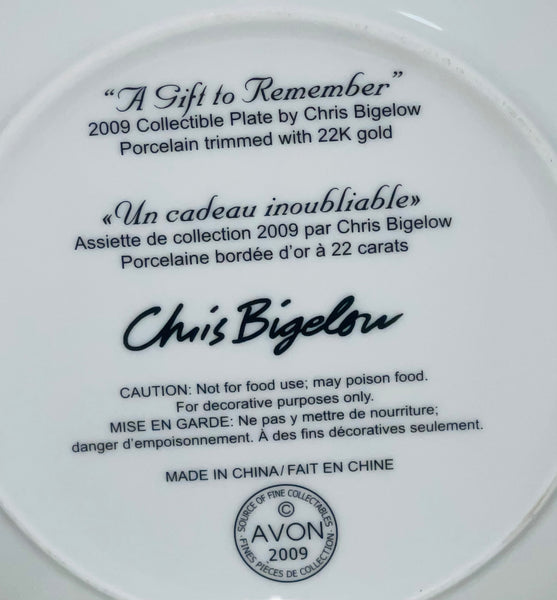 “A Gift to Remember”
2009 Collectible Plate by Chris Bigelow
Porcelain trimmed with 22K gold
«Un cadeau inoubliable»
Assiette de collection 2009 par Chris Bigelow
Porcelaine bordée d’or à 22 carats
Chris Bigelow
CAUTION: Not for food use; may poison food.
For decorative purposes only.
MISE EN GARDE: Ne pas y mettre de nourriture;
danger d’empoisonnement. À des fins décoratives seulement.
MADE IN CHINA/FAIT EN CHINE
SOURCE OF FINE COLLECTABLES
©
AVON
2009
·FINES PIÈCES DE COLLECTION·